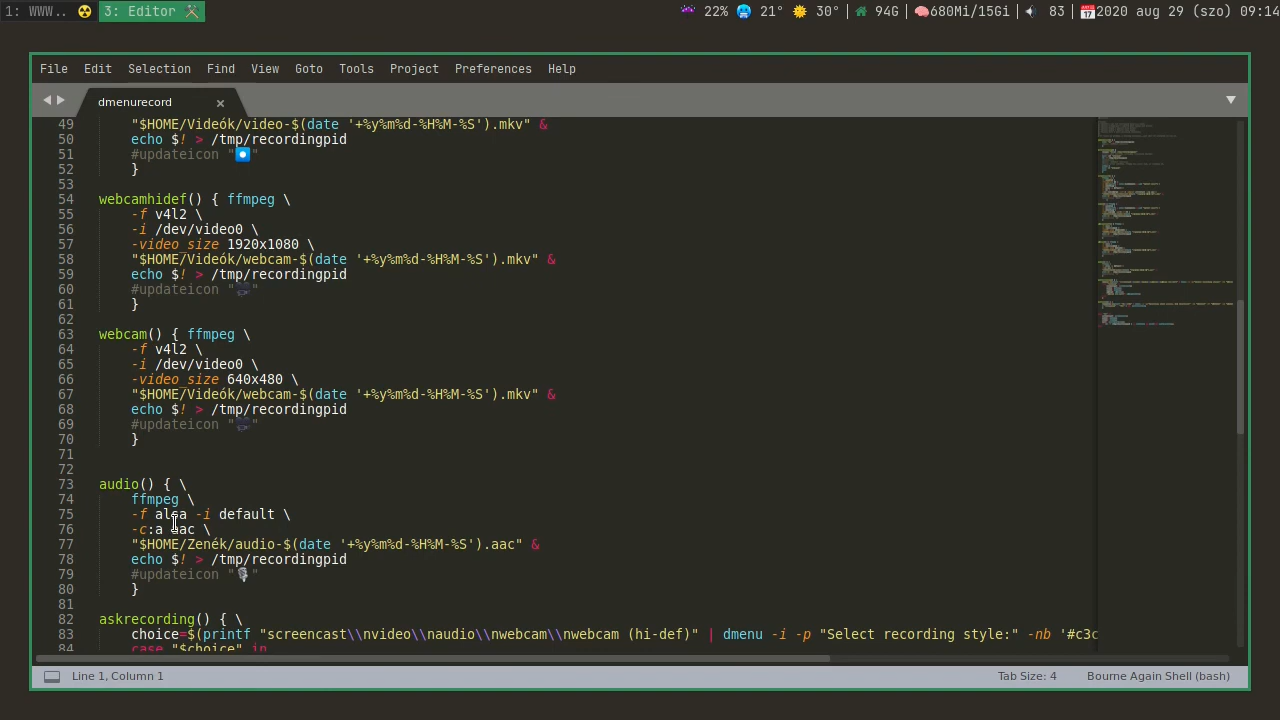 1: WWW.. ☢ 3: Editor 🛠 22% 21° 30° 94G 680Mi/15Gi 83 2020 aug 29 (szo) 09:14
File Edit Selection Find View Goto Tools Project Preferences Help
dmenurecord
49 "$HOME/Videók/video-$(date '+%y%m%d-%H%M-%S').mkv" &
50 echo $! > /tmp/recordingpid
51 #updateicon "⏺"
52 }
53
54 webcamhidef() { ffmpeg \
55 -f v4l2 \
56 -i /dev/video0 \
57 -video_size 1920x1080 \
58 "$HOME/Videók/webcam-$(date '+%y%m%d-%H%M-%S').mkv" &
59 echo $! > /tmp/recordingpid
60 #updateicon "🎥"
61 }
62
63 webcam() { ffmpeg \
64 -f v4l2 \
65 -i /dev/video0 \
66 -video_size 640x480 \
67 "$HOME/Videók/webcam-$(date '+%y%m%d-%H%M-%S').mkv" &
68 echo $! > /tmp/recordingpid
69 #updateicon "🎥"
70 }
71
72
73 audio() { \
74 ffmpeg \
75 -f alsa -i default \
76 -c:a aac \
77 "$HOME/Zenék/audio-$(date '+%y%m%d-%H%M-%S').aac" &
78 echo $! > /tmp/recordingpid
79 #updateicon "🎙"
80 }
81
82 askrecording() { \
83 choice=$(printf "screencast\\nvideo\\naudio\\nwebcam\\nwebcam (hi-def)" | dmenu -i -p "Select recording style:" -nb '#c3c
84 case "$choice" in
Line 1, Column 1 Tab Size: 4 Bourne Again Shell (bash)